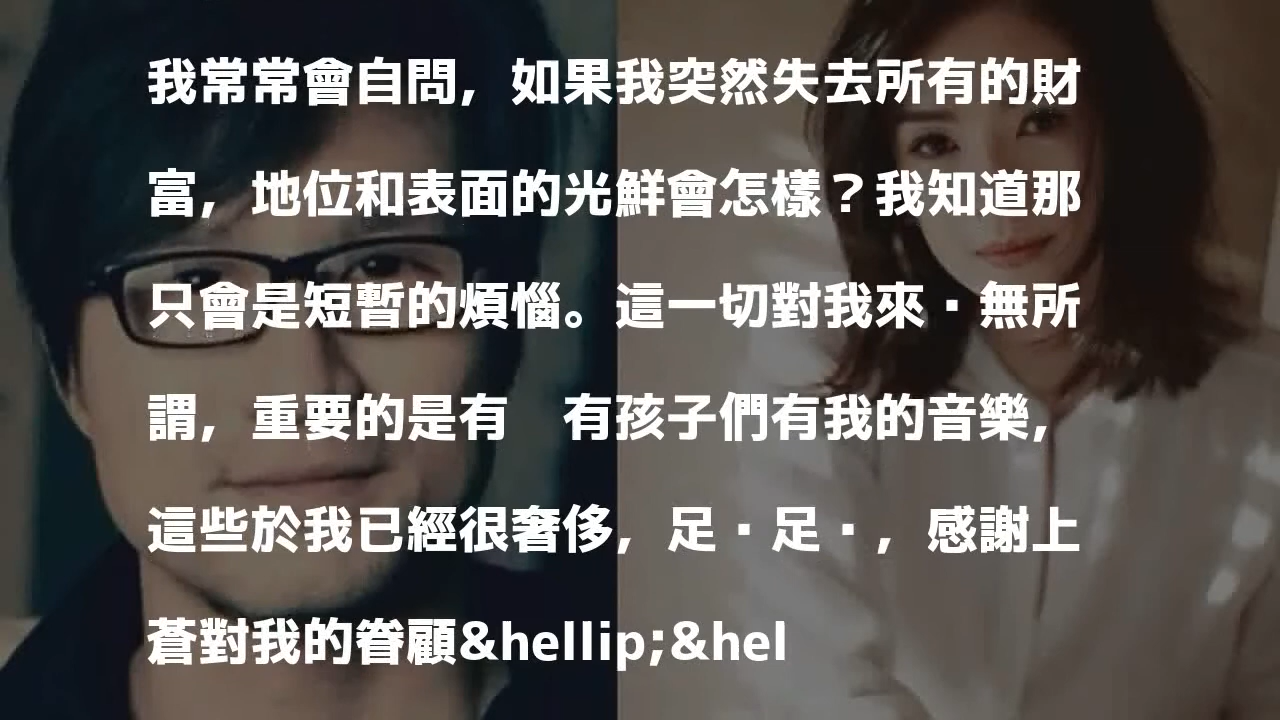 我常常會自問，如果我突然失去所有的財
富，地位和表面的光鮮會怎樣？我知道那
只會是短暫的煩惱。這一切對我來▪無所
謂，重要的是有　有孩子們有我的音樂，
這些於我已經很奢侈，足▪足▪，感謝上
蒼對我的眷顧&hellip;&hel